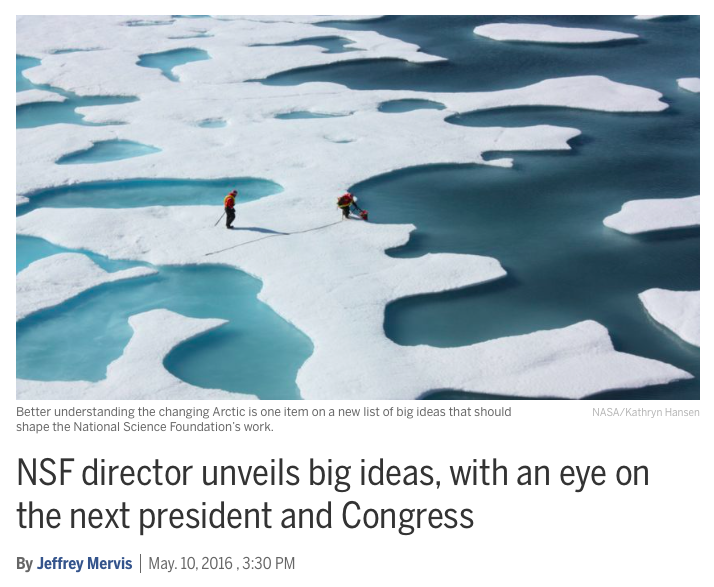 Better understanding the changing Arctic is one item on a new list of big ideas that should
shape the National Science Foundation's work.
NASA/Kathryn Hansen
NSF director unveils big ideas, with an eye on
the next president and Congress
By Jeffrey Mervis | May. 10, 2016 , 3:30 PM